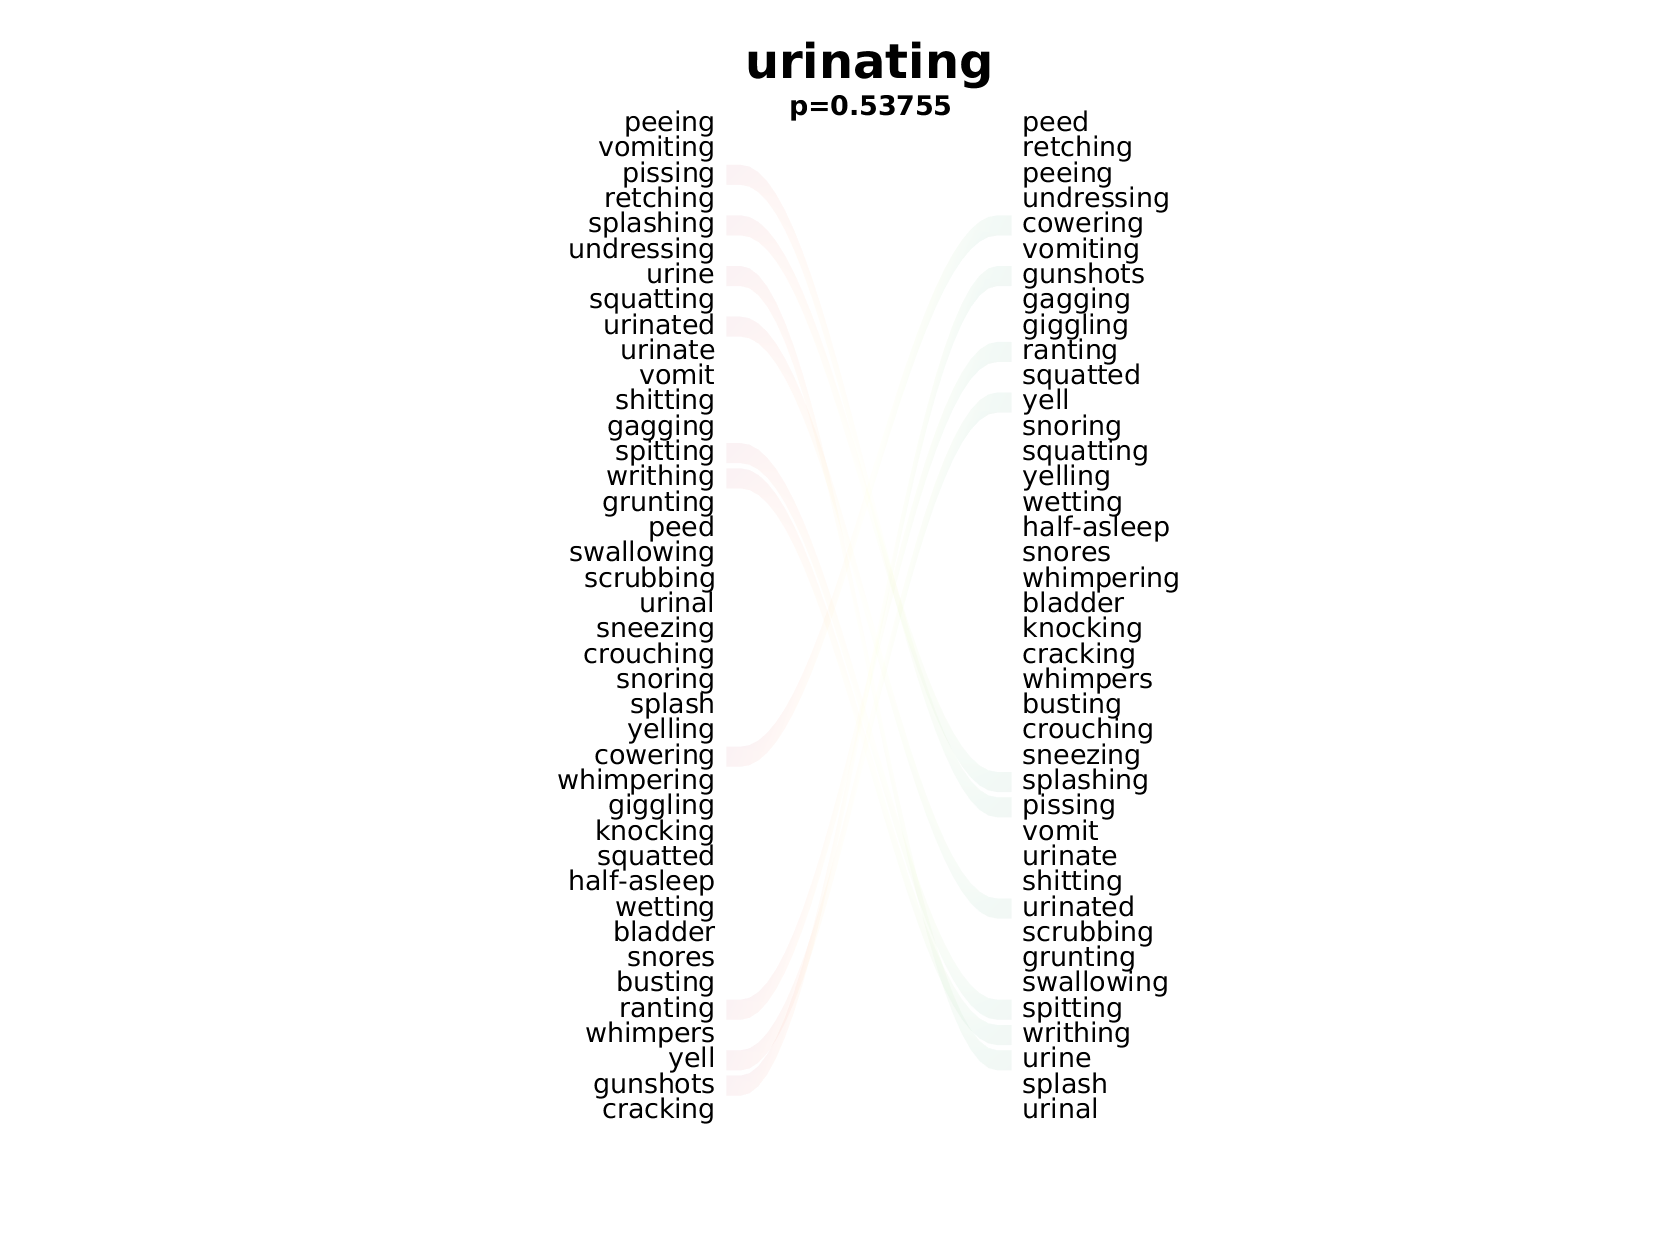 urinating
p=0.53755
peeing
vomiting
pissing
retching
splashing
undressing
urine
squatting
urinated
urinate
vomit
shitting
gagging
spitting
writhing
grunting
peed
swallowing
scrubbing
urinal
sneezing
crouching
snoring
splash
yelling
cowering
whimpering
giggling
knocking
squatted
half-asleep
wetting
bladder
snores
busting
ranting
whimpers
yell
gunshots
cracking
peed
retching
peeing
undressing
cowering
vomiting
gunshots
gagging
giggling
ranting
squatted
yell
snoring
squatting
yelling
wetting
half-asleep
snores
whimpering
bladder
knocking
cracking
whimpers
busting
crouching
sneezing
splashing
pissing
vomit
urinate
shitting
urinated
scrubbing
grunting
swallowing
spitting
writhing
urine
splash
urinal